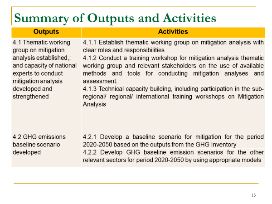 Summary of Outputs and Activities
Outputs
Activities
4.1 Thematic working
group on mitigation
analysis established,
and capacity of national
experts to conduct
mitigation analysis
developed and
strengthened
4.1.1 Establish thematic working group on mitigation analysis with
clear roles and responsibilities
4.1.2 Conduct a training workshop for mitigation analysis thematic
working group and relevant stakeholders on the use of available
methods and tools for conducting mitigation analyses and
assessment.
4.1.3 Technical capacity building, including participation in the sub-
regional/ regional/ international training workshops on Mitigation
Analysis
4.2 GHG emissions
baseline scenario
developed
4.2.1 Develop a baseline scenario for mitigation for the period
2020-2050 based on the outputs from the GHG Inventory
4.2.2 Develop GHG baseline emission scenarios for the other
relevant sectors for period 2020-2050 by using appropriate models